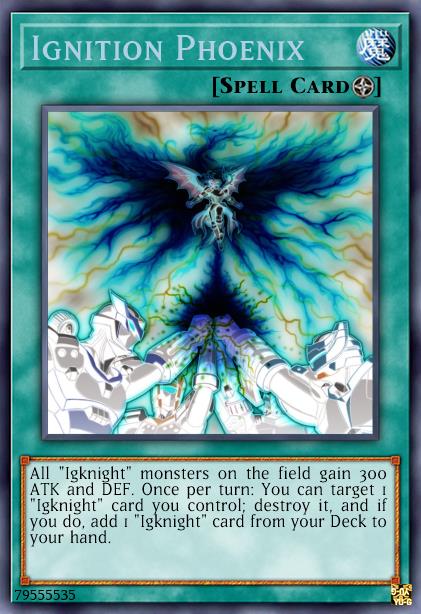 IGNITION PHOENIX
魔
[SPELL CARD]
All "Igknight" monsters on the field gain 300
ATK and DEF. Once per turn: You can target 1
"Igknight" card you control; destroy it, and if
you do, add 1 "Igknight" card from your Deck to
your hand.
79555535